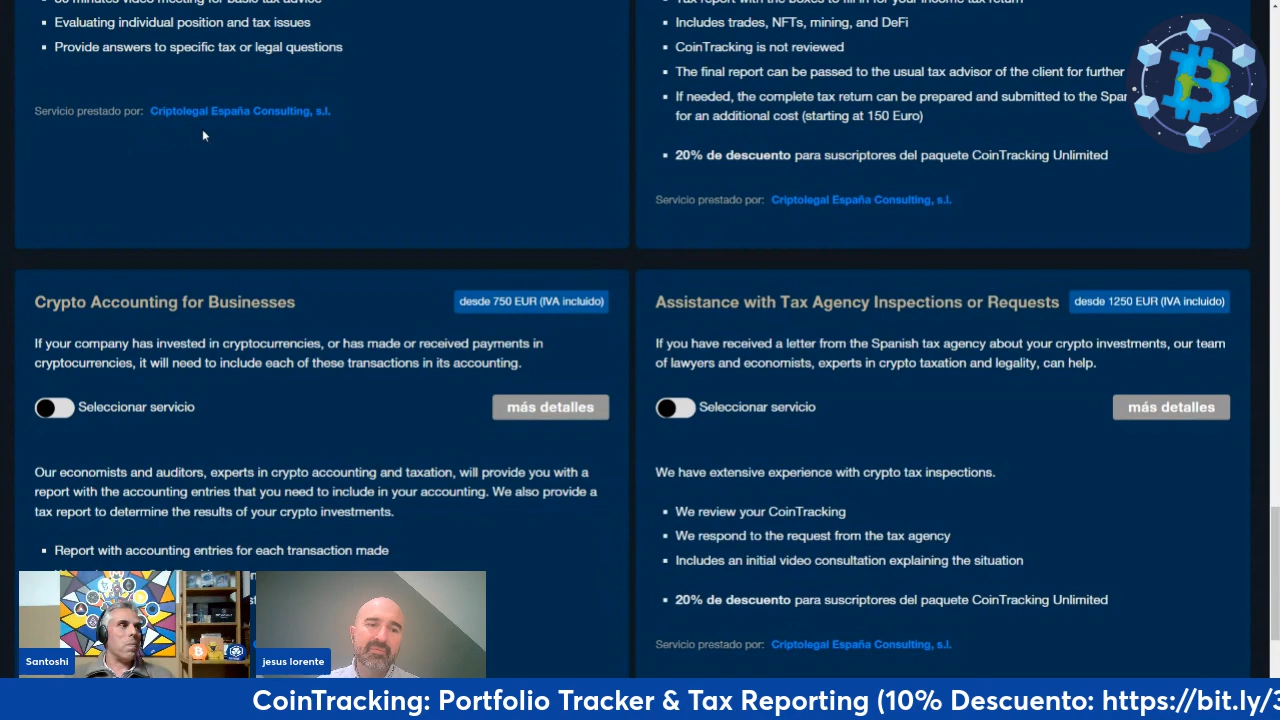 Evaluating individual position and tax issues
Provide answers to specific tax or legal questions
Servicio prestado por: Criptolegal España Consulting, s.l.
Includes trades, NFTs, mining, and DeFi
CoinTracking is not reviewed
The final report can be passed to the usual tax advisor of the client for further
If needed, the complete tax return can be prepared and submitted to the
for an additional cost (starting at 150 Euro)
20% de descuento para suscriptores del paquete CoinTracking Unlimited
Servicio prestado por: Criptolegal España Consulting, s.l.
Crypto Accounting for Businesses
desde 750 EUR (IVA incluido)
If your company has invested in cryptocurrencies, or has made or received payments in
cryptocurrencies, it will need to include each of these transactions in its accounting.
Seleccionar servicio
más detalles
Our economists and auditors, experts in crypto accounting and taxation, will provide you with a
report with the accounting entries that you need to include in your accounting. We also provide a
tax report to determine the results of your crypto investments.
Report with accounting entries for each transaction made
Assistance with Tax Agency Inspections or Requests
desde 1250 EUR (IVA incluido)
If you have received a letter from the Spanish tax agency about your crypto investments, our team
of lawyers and economists, experts in crypto taxation and legality, can help.
Seleccionar servicio
más detalles
We have extensive experience with crypto tax inspections.
We review your CoinTracking
We respond to the request from the tax agency
Includes an initial video consultation explaining the situation
20% de descuento para suscriptores del paquete CoinTracking Unlimited
Servicio prestado por: Criptolegal España Consulting, s.l.
Santoshi
jesus lorente
CoinTracking: Portfolio Tracker & Tax Reporting (10% Descuento: https://bit.ly/